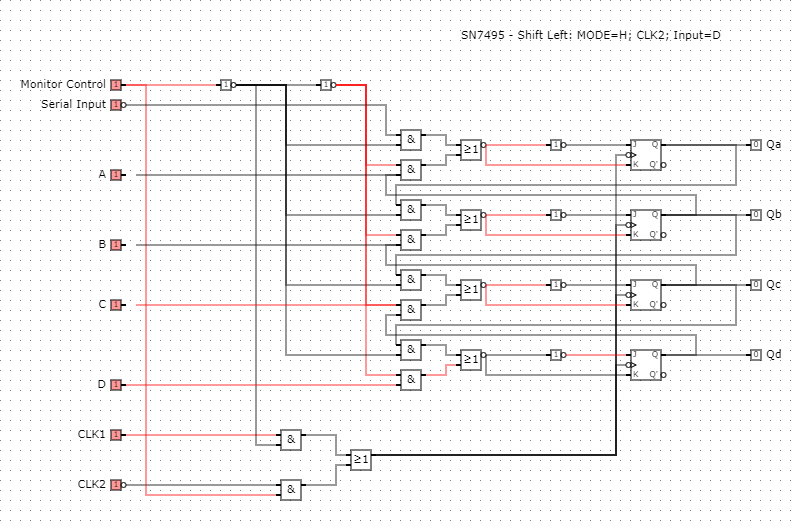 SN7495 - Shift Left: MODE=H; CLK2; Input=D
Monitor Control 1 1 1
Serial Input 1
& ≥1 1 J Q 0 Qa
& K Q'
A 1
& ≥1 1 J Q 0 Qb
B 1 & K Q'
& ≥1 1 J Q 0 Qc
C 1 & K Q'
& ≥1 1 J Q 0 Qd
D 1 & K Q'
CLK1 1 &
≥1
CLK2 1 &